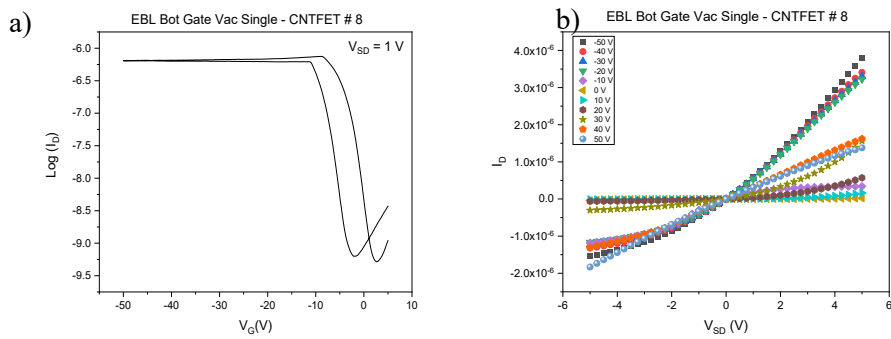 a)
EBL Bot Gate Vac Single - CNTFET # 8
V_SD = 1 V
-6.0
-6.5
-7.0
-7.5
-8.0
-8.5
-9.0
-9.5
Log (I_D)
-50 -40 -30 -20 -10 0 10
V_G(V)
b)
EBL Bot Gate Vac Single - CNTFET # 8
-50 V
-40 V
-30 V
-20 V
-10 V
0 V
10 V
20 V
30 V
40 V
50 V
4.0x10⁻⁶
3.0x10⁻⁶
2.0x10⁻⁶
1.0x10⁻⁶
0.0
-1.0x10⁻⁶
-2.0x10⁻⁶
I_D
-6 -4 -2 0 2 4 6
V_SD (V)